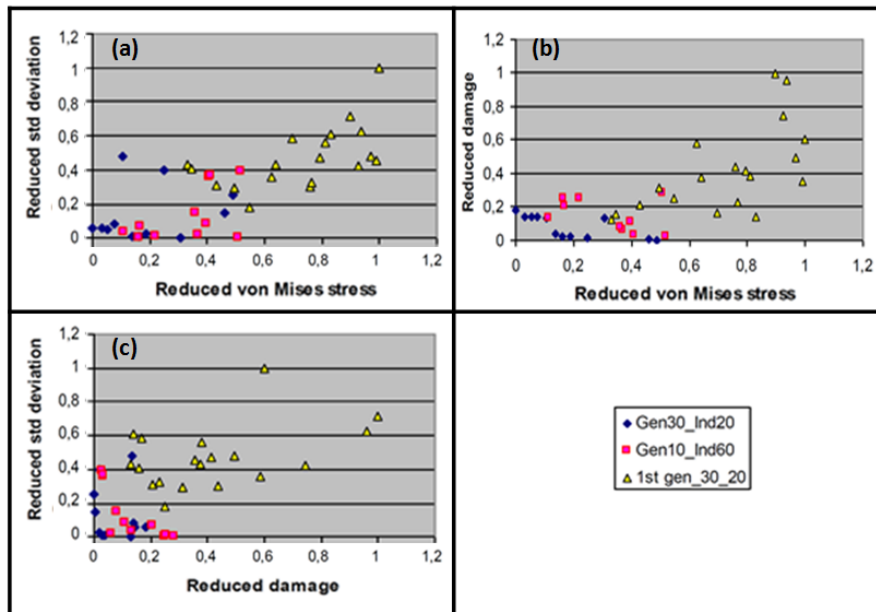 (a)
Reduced std deviation
1,2
1
0,8
0,6
0,4
0,2
0
0 0,2 0,4 0,6 0,8 1 1,2
Reduced von Mises stress
(b)
Reduced damage
1,2
1
0,8
0,6
0,4
0,2
0
0 0,2 0,4 0,6 0,8 1 1,2
Reduced von Mises stress
(c)
Reduced std deviation
1,2
1
0,8
0,6
0,4
0,2
0
0 0,2 0,4 0,6 0,8 1 1,2
Reduced damage
Gen30_Ind20
Gen10_Ind60
1st gen_30_20